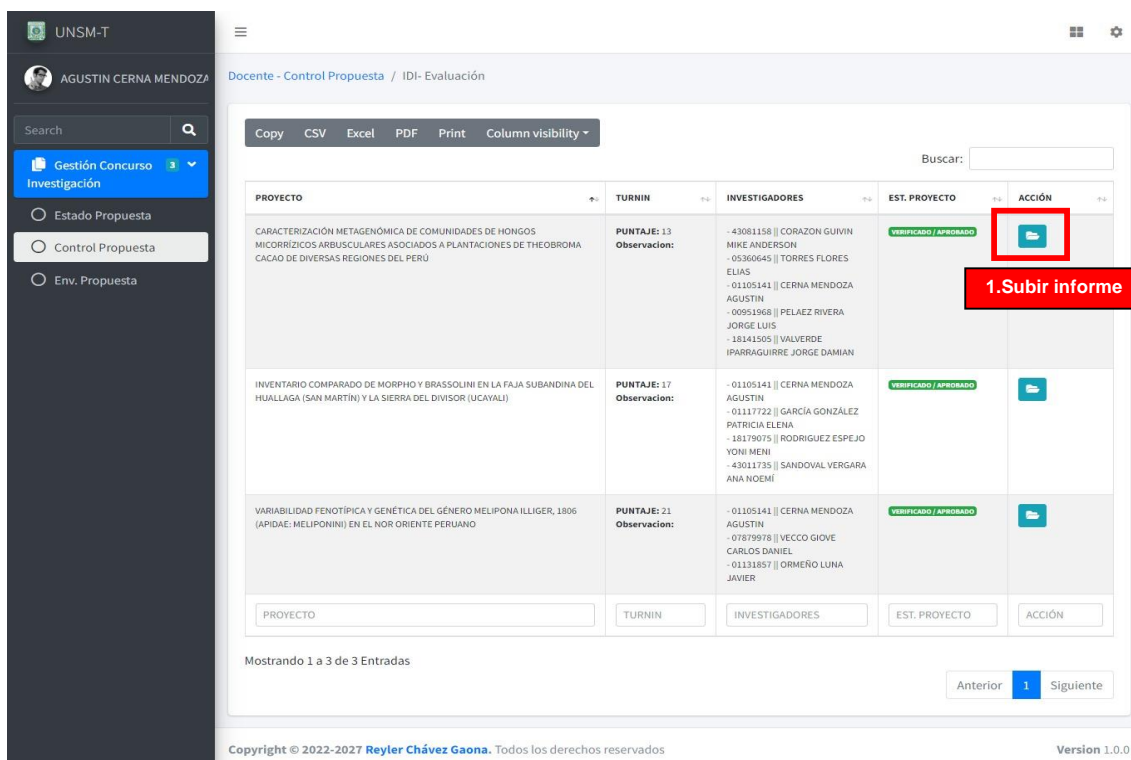 UNSM-T
AGUSTIN CERNA MENDOZA
Docente - Control Propuesta / IDI- Evaluación
Search
Gestión Concurso 3
Investigación
Estado Propuesta
Control Propuesta
Env. Propuesta
Copy CSV Excel PDF Print Column visibility
Buscar:
PROYECTO TURNIN INVESTIGADORES EST. PROYECTO ACCIÓN
CARACTERIZACIÓN METAGENÓMICA DE COMUNIDADES DE HONGOS
MICORRÍZICOS ARBUSCULARES ASOCIADOS A PLANTACIONES DE THEOBROMA
CACAO DE DIVERSAS REGIONES DEL PERÚ
PUNTAJE: 13
Observacion:
- 43081158 || CORAZON GUIVIN
MIKE ANDERSON
- 05360645 || TORRES FLORES
ELIAS
- 01105141 || CERNA MENDOZA
AGUSTIN
- 00951968 || PELAEZ RIVERA
JORGE LUIS
- 18141505 || VALVERDE
IPARRAGUIRRE JORGE DAMIAN
VERIFICADO / APROBADO
1.Subir informe
INVENTARIO COMPARADO DE MORPHO Y BRASSOLINI EN LA FAJA SUBANDINA DEL
HUALLAGA (SAN MARTÍN) Y LA SIERRA DEL DIVISOR (UCAYALI)
PUNTAJE: 17
Observacion:
- 01105141 || CERNA MENDOZA
AGUSTIN
- 01117722 || GARCÍA GONZÁLEZ
PATRICIA ELENA
- 18179075 || RODRIGUEZ ESPEJO
YONI MENI
- 43011735 || SANDOVAL VERGARA
ANA NOEMÍ
VERIFICADO / APROBADO
VARIABILIDAD FENOTÍPICA Y GENÉTICA DEL GÉNERO MELIPONA ILLIGER, 1806
(APIDAE: MELIPONINI) EN EL NOR ORIENTE PERUANO
PUNTAJE: 21
Observacion:
- 01105141 || CERNA MENDOZA
AGUSTIN
- 07879978 || VECCO GIOVE
CARLOS DANIEL
- 01131857 || ORMEÑO LUNA
JAVIER
VERIFICADO / APROBADO
PROYECTO TURNIN INVESTIGADORES EST. PROYECTO ACCIÓN
Mostrando 1 a 3 de 3 Entradas
Anterior 1 Siguiente
Copyright © 2022-2027 Reyler Chávez Gaona. Todos los derechos reservados
Version 1.0.0